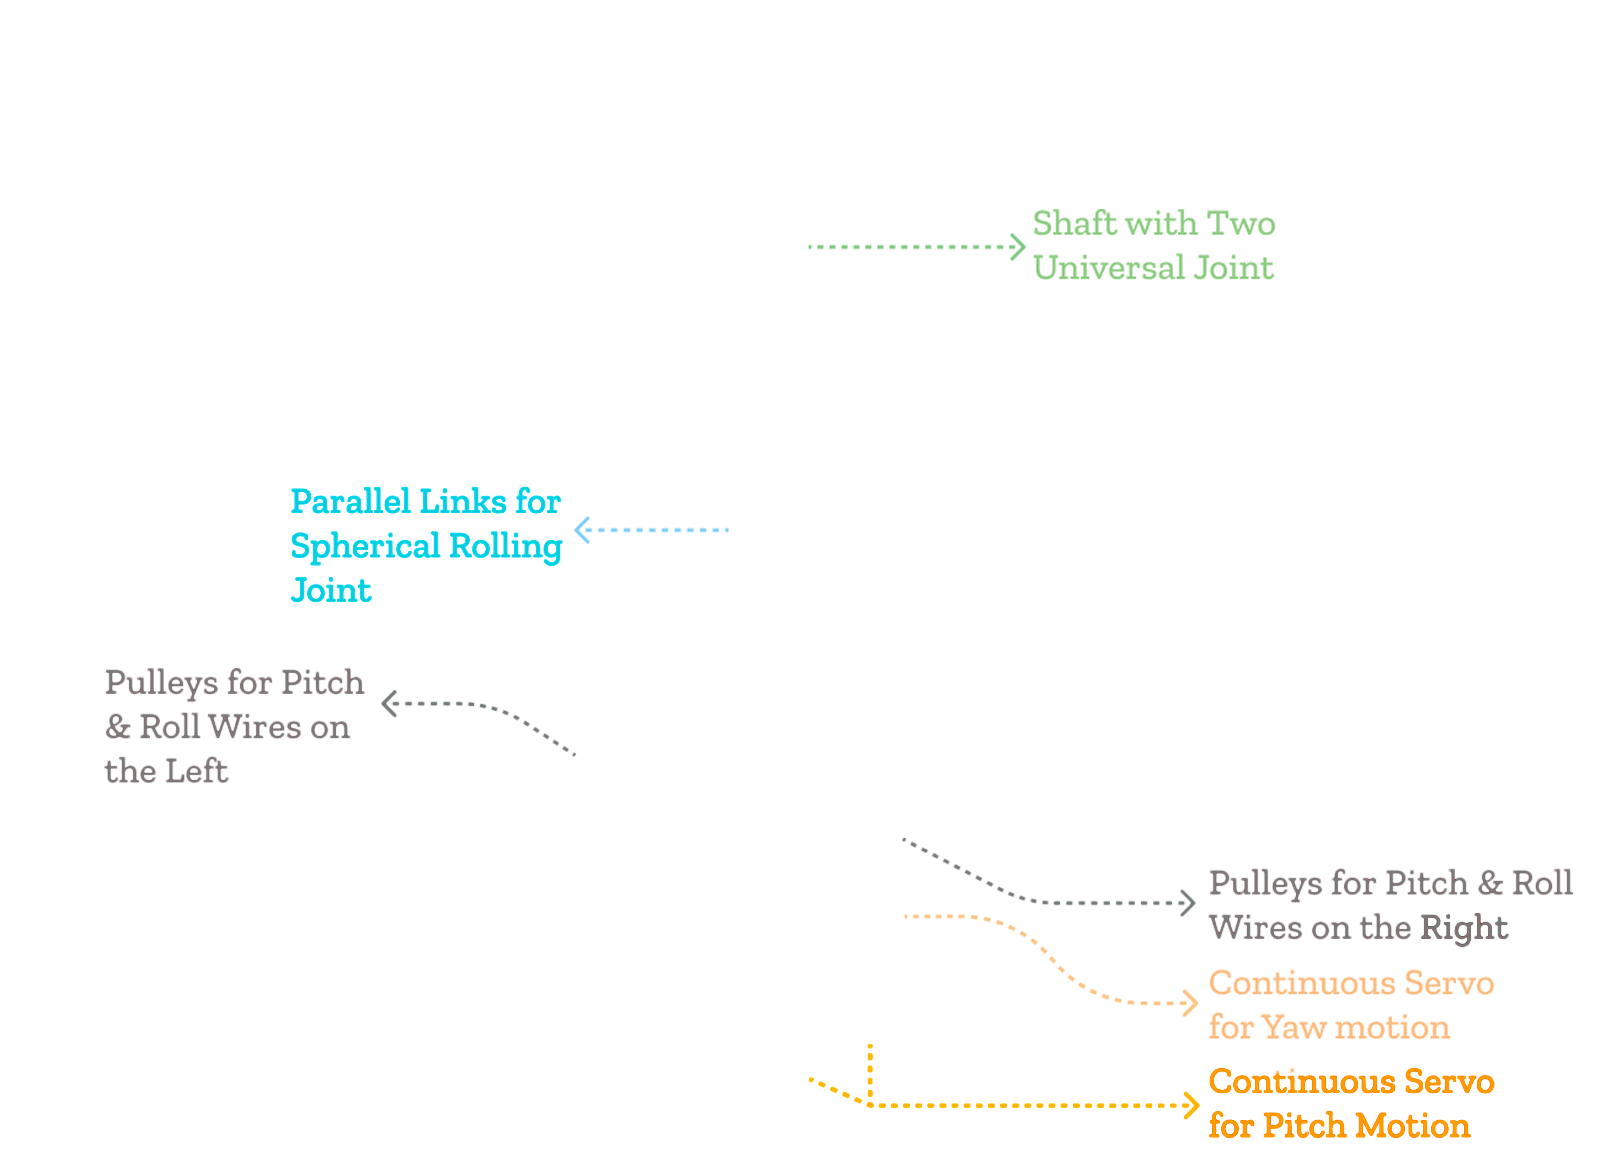 Shaft with Two
Universal Joint
Parallel Links for
Spherical Rolling
Joint
Pulleys for Pitch
& Roll Wires on
the Left
Pulleys for Pitch & Roll
Wires on the Right
Continuous Servo
for Yaw motion
Continuous Servo
for Pitch Motion